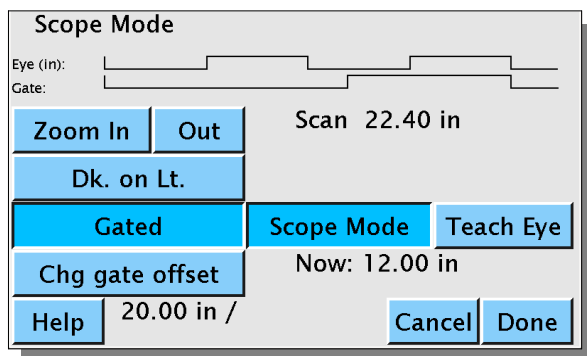 Scope Mode
Eye (in):
Gate:
Zoom In Out Scan 22.40 in
Dk. on Lt.
Gated Scope Mode Teach Eye
Chg gate offset Now: 12.00 in
Help 20.00 in / Cancel Done